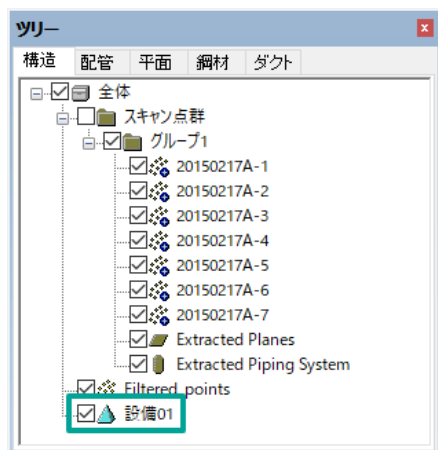 ツリー
構造 配管 平面 鋼材 ダクト
全体
スキャン点群
グループ1
20150217A-1
20150217A-2
20150217A-3
20150217A-4
20150217A-5
20150217A-6
20150217A-7
Extracted Planes
Extracted Piping System
Filtered_points
設備01